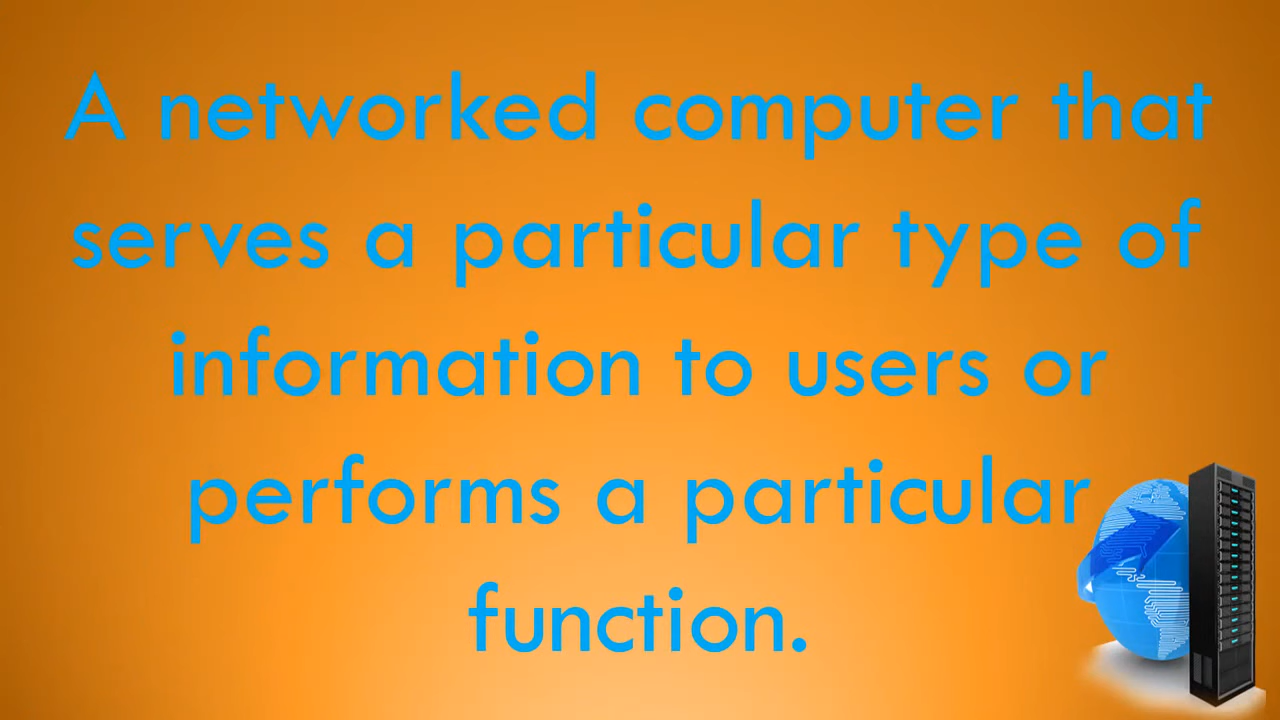 A networked computer that
serves a particular type of
information to users or
performs a particular
function.